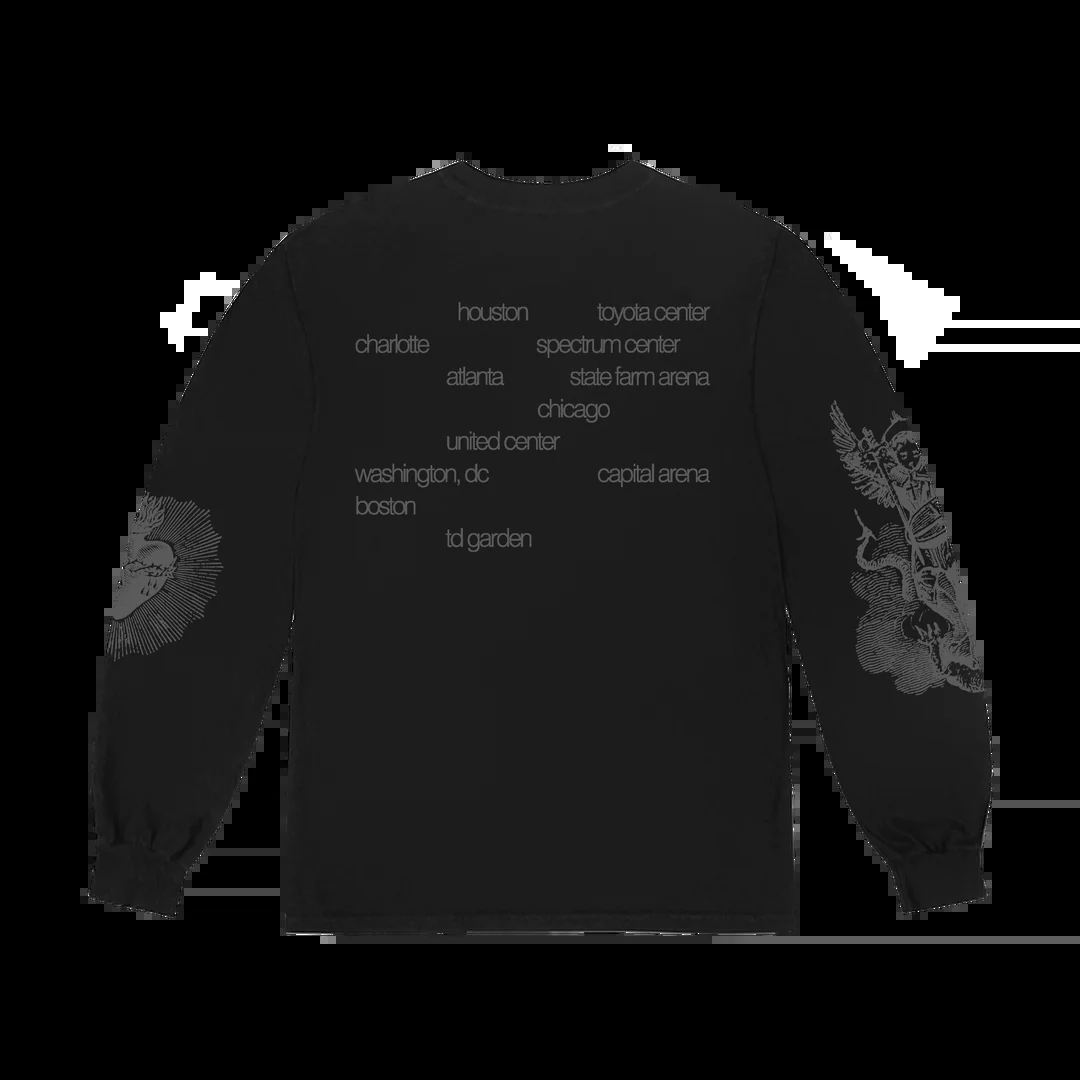 houston toyota center
charlotte spectrum center
atlanta state farm arena
chicago
united center
washington, dc capital arena
boston
td garden